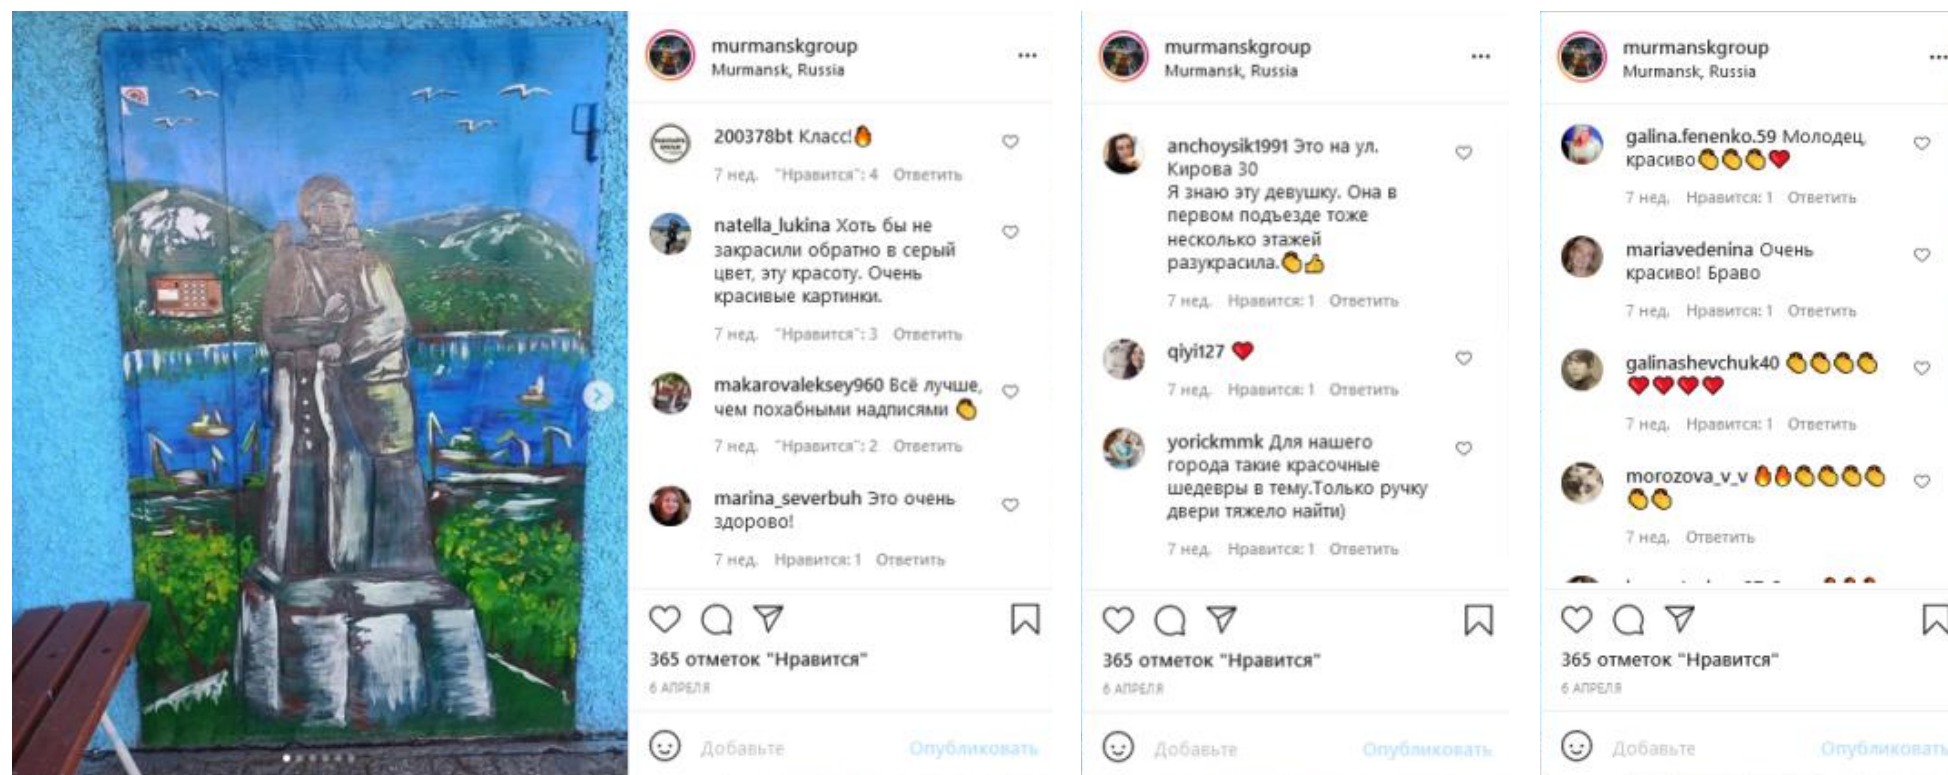 murmanskgroup
Murmansk, Russia
200378bt Класс!🔥
7 нед. "Нравится": 4 Ответить
natella_lukina Хоть бы не
закрасили обратно в серый
цвет, эту красоту. Очень
красивые картинки.
7 нед. "Нравится": 3 Ответить
makarovaleksey960 Всё лучше,
чем похабными надписями 👏
7 нед. "Нравится": 2 Ответить
marina_severbuh Это очень
здорово!
7 нед. Нравится: 1 Ответить
365 отметок "Нравится"
6 АПРЕЛЯ
Добавьте Опубликовать
murmanskgroup
Murmansk, Russia
anchoysik1991 Это на ул.
Кирова 30
Я знаю эту девушку. Она в
первом подъезде тоже
несколько этажей
разукрасила.👏👍
7 нед. Нравится: 1 Ответить
qiyi127 ❤
7 нед. Нравится: 1 Ответить
yorickmmk Для нашего
города такие красочные
шедевры в тему.Только ручку
двери тяжело найти)
7 нед. Нравится: 1 Ответить
365 отметок "Нравится"
6 АПРЕЛЯ
Добавьте Опубликовать
murmanskgroup
Murmansk, Russia
galina.fenenko.59 Молодец,
красиво👏👏👏❤
7 нед. Нравится: 1 Ответить
mariavedenina Очень
красиво! Браво
7 нед. Нравится: 1 Ответить
galinashevchuk40 👏👏👏👏
❤❤❤❤
7 нед. Нравится: 1 Ответить
morozova_v_v 🔥🔥👏👏👏👏
👏👏
7 нед. Ответить
365 отметок "Нравится"
6 АПРЕЛЯ
Добавьте Опубликовать